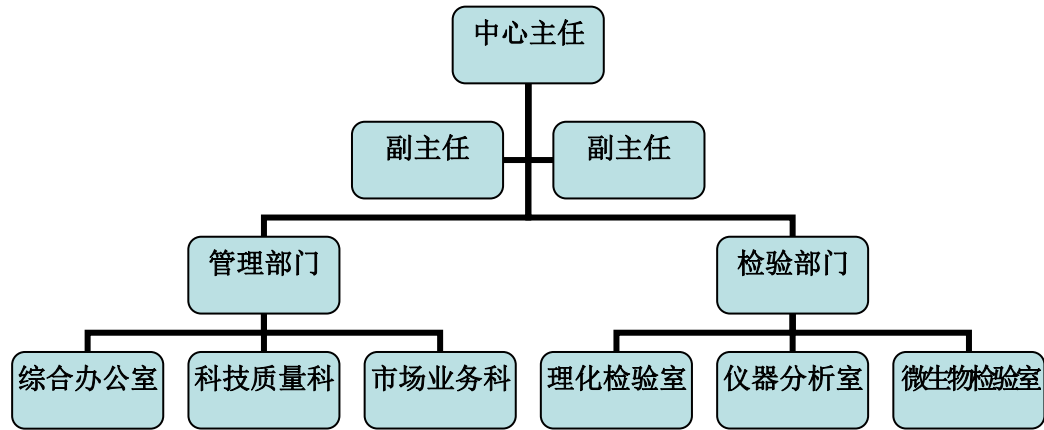 中心主任
副主任
副主任
管理部门
检验部门
综合办公室
科技质量科
市场业务科
理化检验室
仪器分析室
微生物检验室